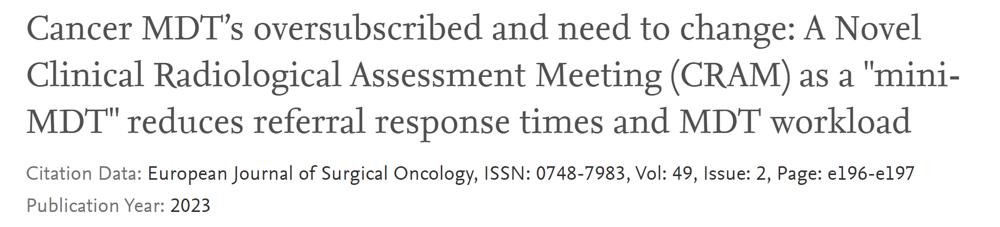 Cancer MDT’s oversubscribed and need to change: A Novel
Clinical Radiological Assessment Meeting (CRAM) as a "mini-
MDT" reduces referral response times and MDT workload
Citation Data: European Journal of Surgical Oncology, ISSN: 0748-7983, Vol: 49, Issue: 2, Page: e196-e197
Publication Year: 2023